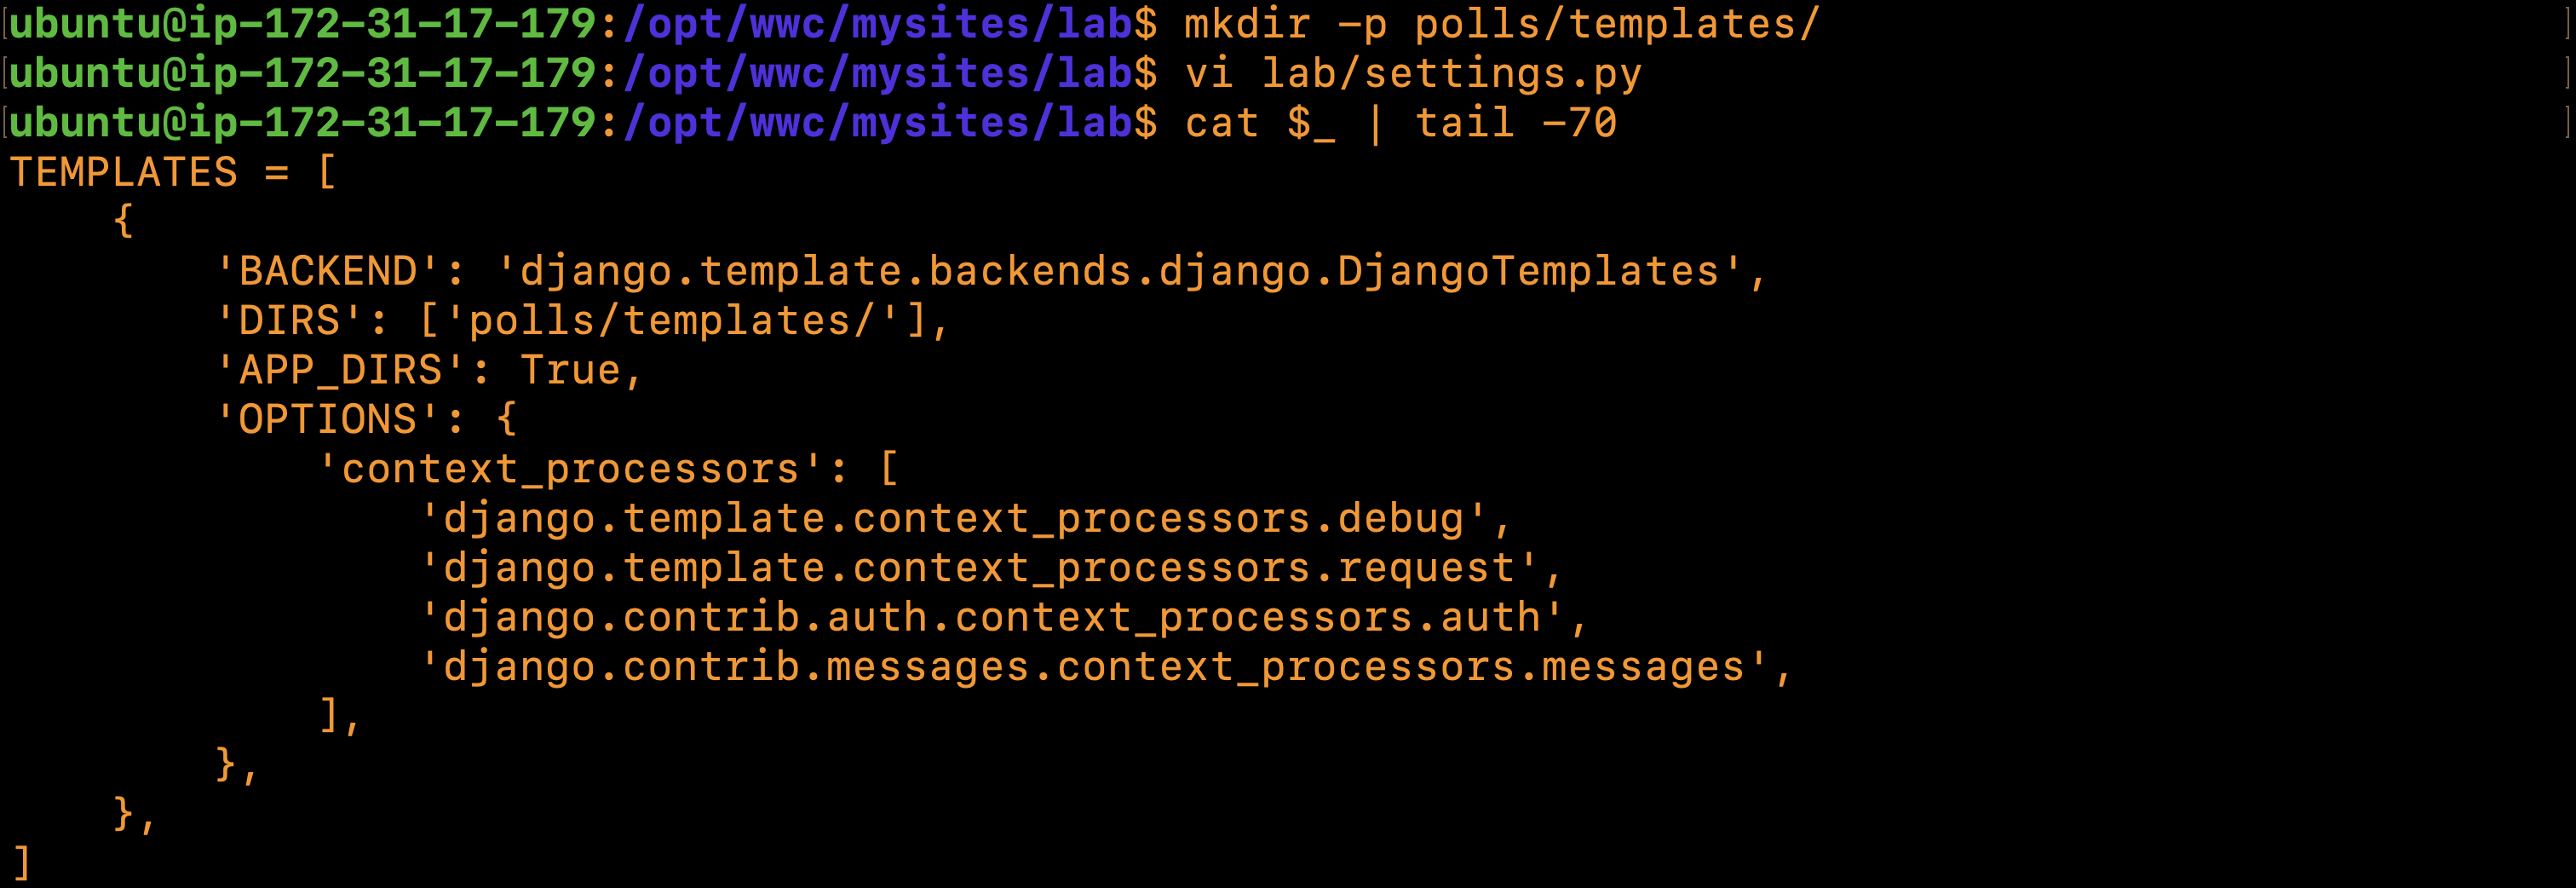 [ubuntu@ip-172-31-17-179:/opt/wwc/mysites/lab$ mkdir -p polls/templates/ ]
[ubuntu@ip-172-31-17-179:/opt/wwc/mysites/lab$ vi lab/settings.py ]
[ubuntu@ip-172-31-17-179:/opt/wwc/mysites/lab$ cat $_ | tail -70 ]
TEMPLATES = [
    {
        'BACKEND': 'django.template.backends.django.DjangoTemplates',
        'DIRS': ['polls/templates/'],
        'APP_DIRS': True,
        'OPTIONS': {
            'context_processors': [
                'django.template.context_processors.debug',
                'django.template.context_processors.request',
                'django.contrib.auth.context_processors.auth',
                'django.contrib.messages.context_processors.messages',
            ],
        },
    },
]